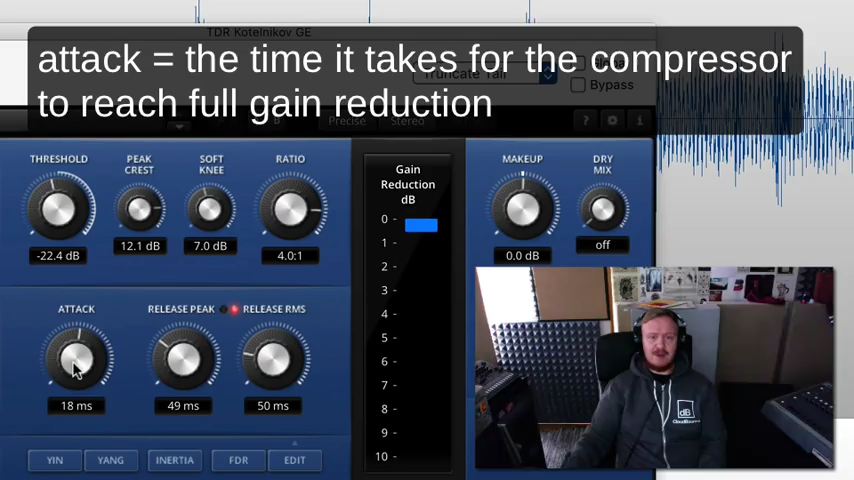 TDR Kotelnikov GE
attack = the time it takes for the compressor
to reach full gain reduction
Truncate Tail
Bypass
Precise Stereo
? i
THRESHOLD PEAK CREST SOFT KNEE RATIO
-22.4 dB 12.1 dB 7.0 dB 4.0:1
Gain
Reduction
dB
0 -
1 -
2 -
3 -
4 -
5 -
6 -
7 -
8 -
9 -
10 -
MAKEUP DRY MIX
0.0 dB off
ATTACK RELEASE PEAK RELEASE RMS
18 ms 49 ms 50 ms
YIN YANG INERTIA FDR EDIT
dB